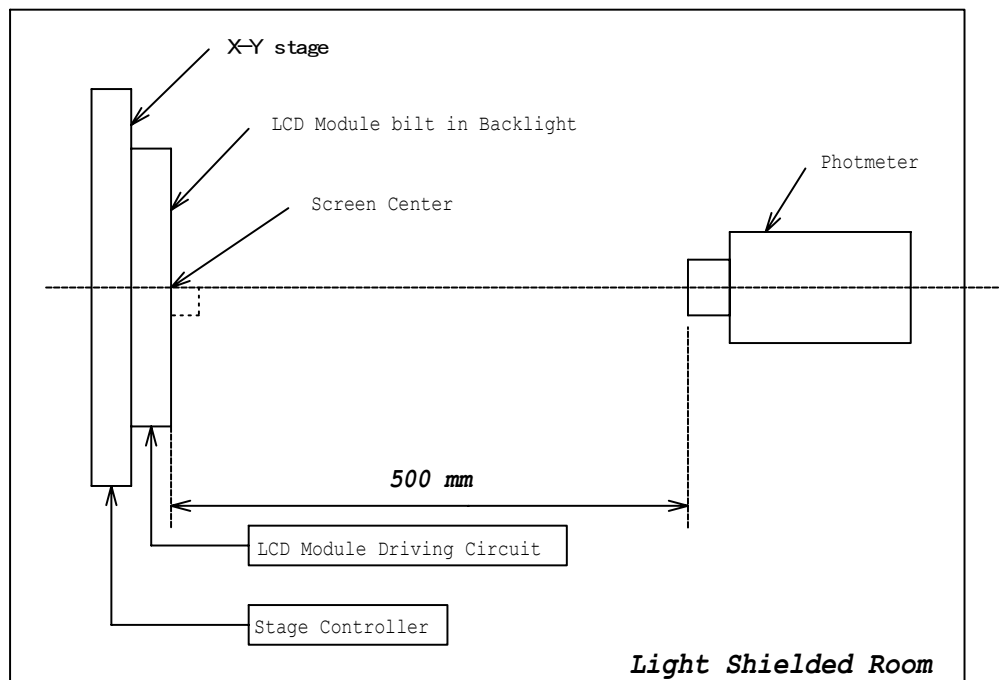 X-Y stage
LCD Module bilt in Backlight
Photmeter
Screen Center
500 mm
LCD Module Driving Circuit
Stage Controller
Light Shielded Room